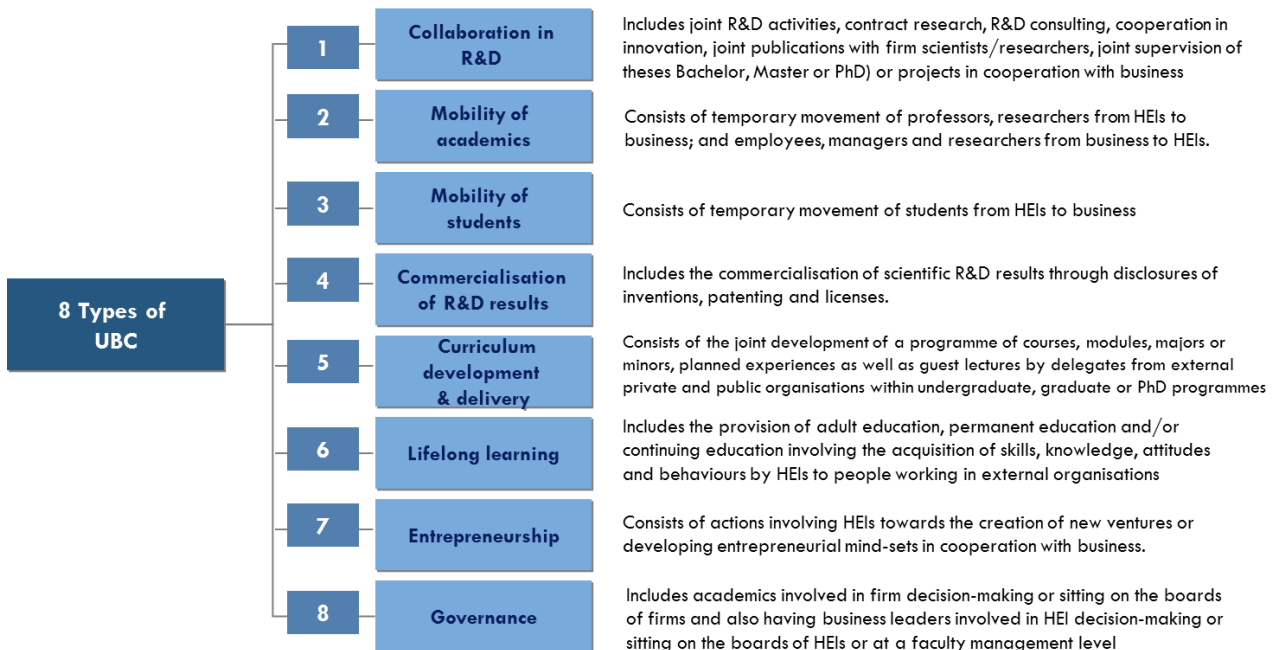 8 Types of
UBC
1
Collaboration in
R&D
Includes joint R&D activities, contract research, R&D consulting, cooperation in
innovation, joint publications with firm scientists/researchers, joint supervision of
theses Bachelor, Master or PhD) or projects in cooperation with business
2
Mobility of
academics
Consists of temporary movement of professors, researchers from HEIs to
business; and employees, managers and researchers from business to HEIs.
3
Mobility of
students
Consists of temporary movement of students from HEIs to business
4
Commercialisation
of R&D results
Includes the commercialisation of scientific R&D results through disclosures of
inventions, patenting and licenses.
5
Curriculum
development
& delivery
Consists of the joint development of a programme of courses, modules, majors or
minors, planned experiences as well as guest lectures by delegates from external
private and public organisations within undergraduate, graduate or PhD programmes
6
Lifelong learning
Includes the provision of adult education, permanent education and/or
continuing education involving the acquisition of skills, knowledge, attitudes
and behaviours by HEIs to people working in external organisations
7
Entrepreneurship
Consists of actions involving HEIs towards the creation of new ventures or
developing entrepreneurial mind-sets in cooperation with business.
8
Governance
Includes academics involved in firm decision-making or sitting on the boards
of firms and also having business leaders involved in HEI decision-making or
sitting on the boards of HEIs or at a faculty management level